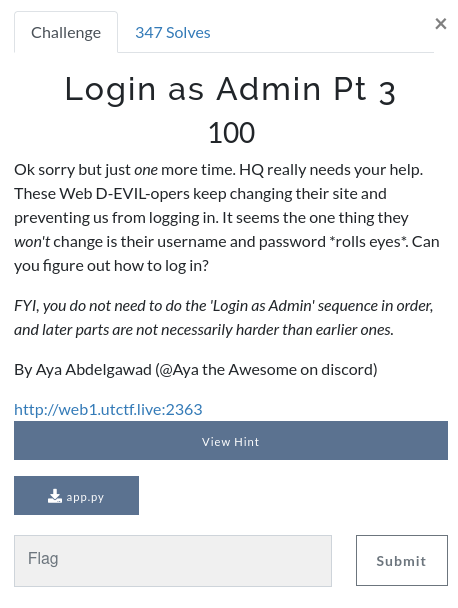 Challenge
347 Solves
×
Login as Admin Pt 3
100
Ok sorry but just one more time. HQ really needs your help.
These Web D-EVIL-opers keep changing their site and
preventing us from logging in. It seems the one thing they
won't change is their username and password *rolls eyes*. Can
you figure out how to log in?
FYI, you do not need to do the 'Login as Admin' sequence in order,
and later parts are not necessarily harder than earlier ones.
By Aya Abdelgawad (@Aya the Awesome on discord)
http://web1.utctf.live:2363
View Hint
app.py
Flag
Submit